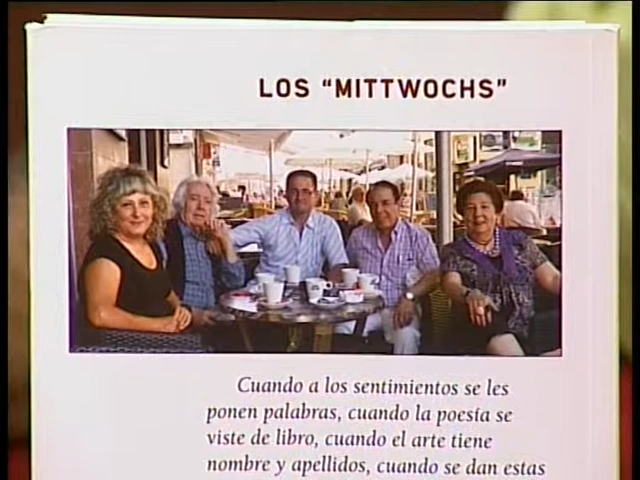 LOS “MITTWOCHS”
Cuando a los sentimientos se les
ponen palabras, cuando la poesía se
viste de libro, cuando el arte tiene
nombre y apellidos, cuando se dan estas